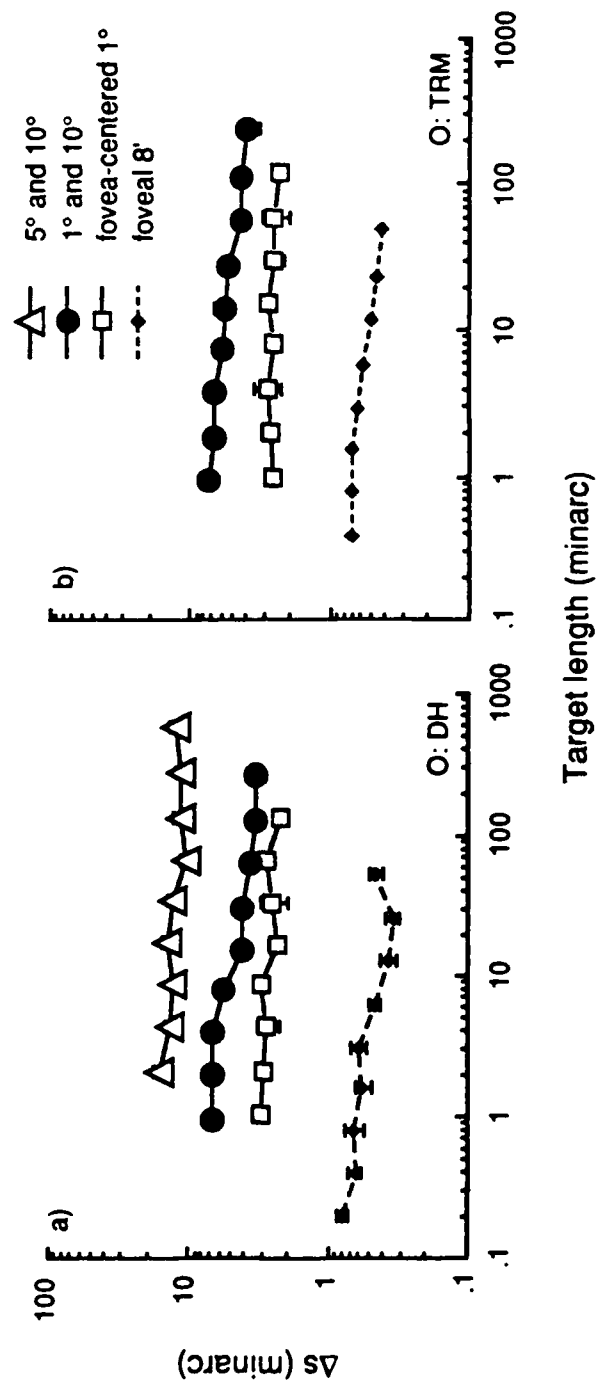 5° and 10°
1° and 10°
fovea-centered 1°
foveal 8'
a)
100
10
1
.1
.1
1
10
100
1000
O: DH
b)
.1
1
10
100
1000
O: TRM
Δs (minarc)
Target length (minarc)